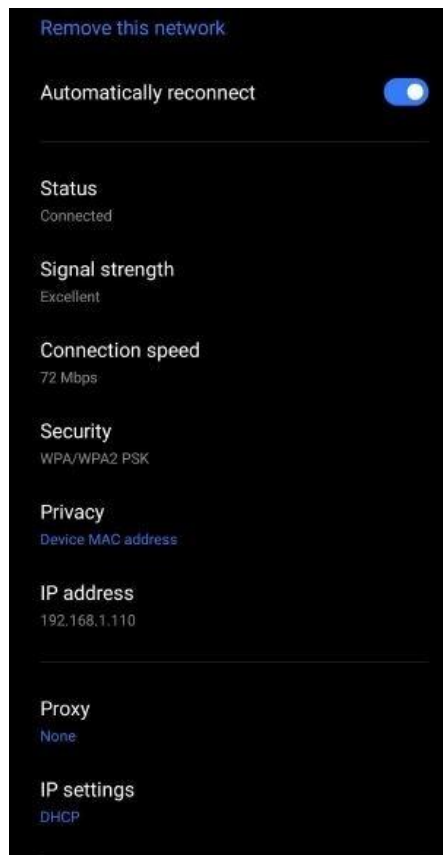 Remove this network
Automatically reconnect
Status
Connected
Signal strength
Excellent
Connection speed
72 Mbps
Security
WPA/WPA2 PSK
Privacy
Device MAC address
IP address
192.168.1.110
Proxy
None
IP settings
DHCP